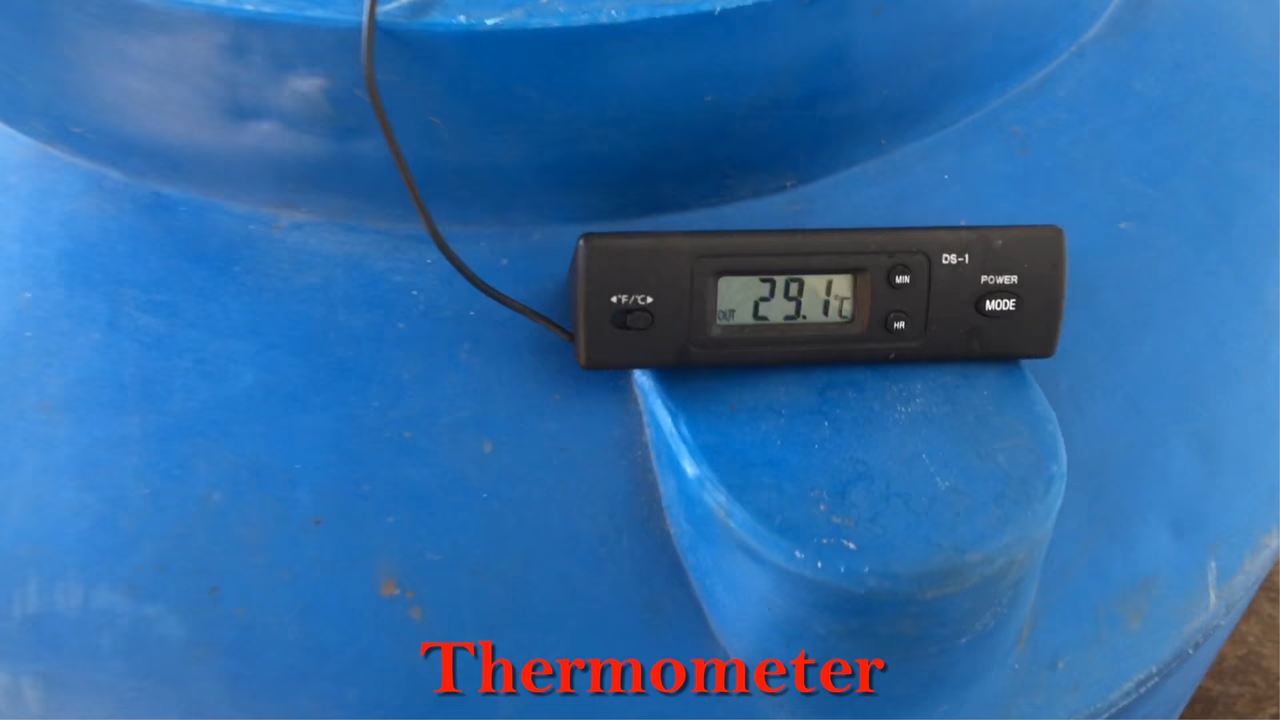 DS-1
◄°F/°C►
MIN
POWER
MODE
OUT 29.1°C
HR
Thermometer